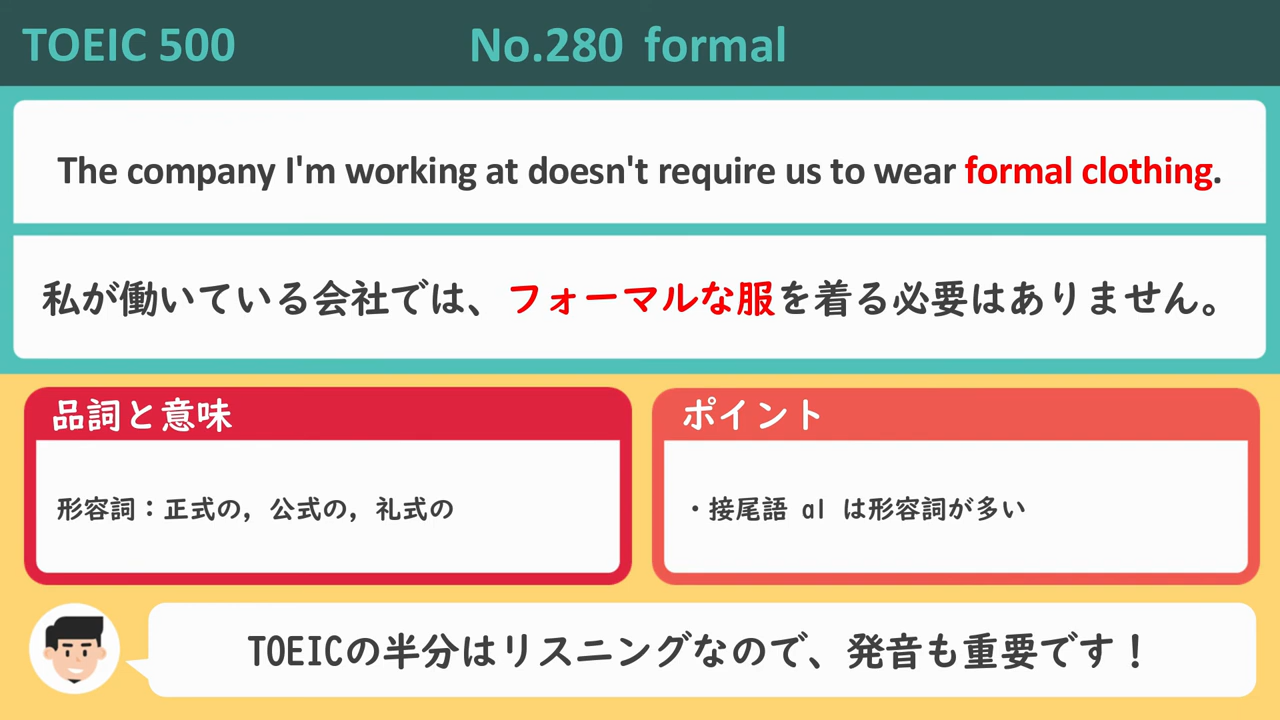 TOEIC 500
No.280 formal
The company I'm working at doesn't require us to wear formal clothing.
私が働いている会社では、フォーマルな服を着る必要はありません。
品詞と意味
形容詞：正式の，公式の，礼式の
ポイント
・接尾語 al は形容詞が多い
TOEICの半分はリスニングなので、発音も重要です！